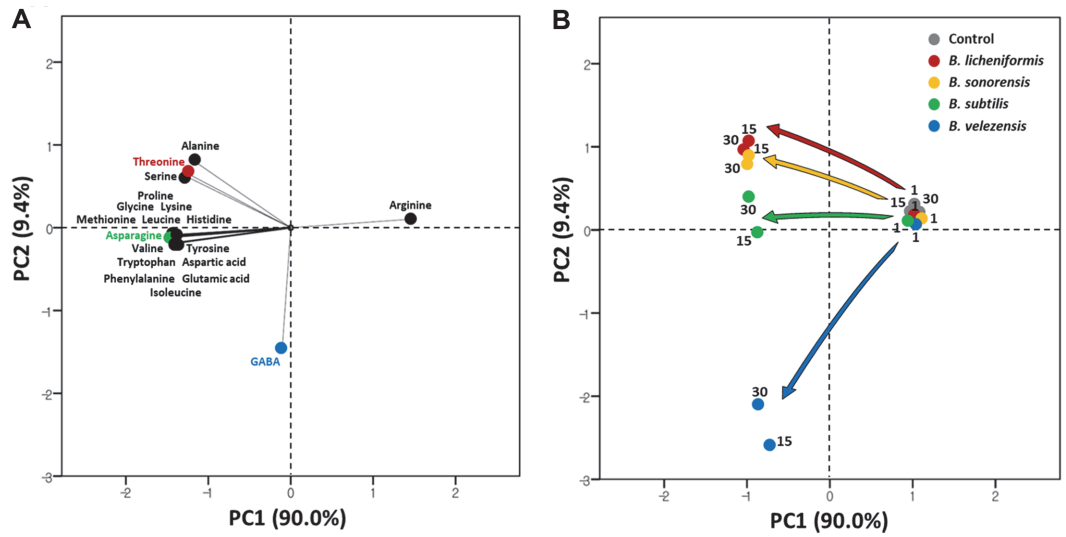 A
2
1
0
-1
-2
-3
-2 -1 0 1 2
PC2 (9.4%)
PC1 (90.0%)
Alanine
Threonine
Serine
Proline
Glycine Lysine
Methionine Leucine Histidine
Asparagine
Valine Tyrosine
Tryptophan Aspartic acid
Phenylalanine Glutamic acid
Isoleucine
Arginine
GABA
B
2
1
0
-1
-2
-3
-2 -1 0 1 2
PC2 (9.4%)
PC1 (90.0%)
Control
B. licheniformis
B. sonorensis
B. subtilis
B. velezensis
15
30
15
30
30
15
1
15
30
1
1
1
1
30
15